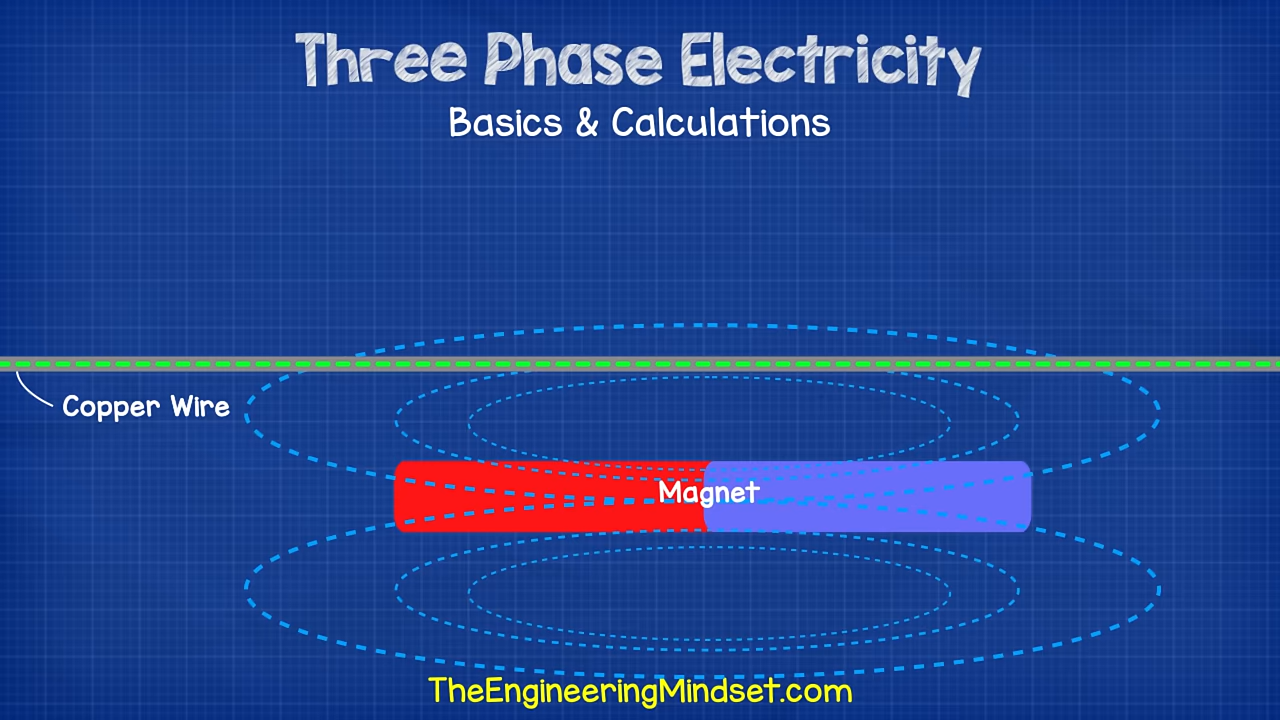 Three Phase Electricity
Basics & Calculations
Copper Wire
Magnet
TheEngineeringMindset.com